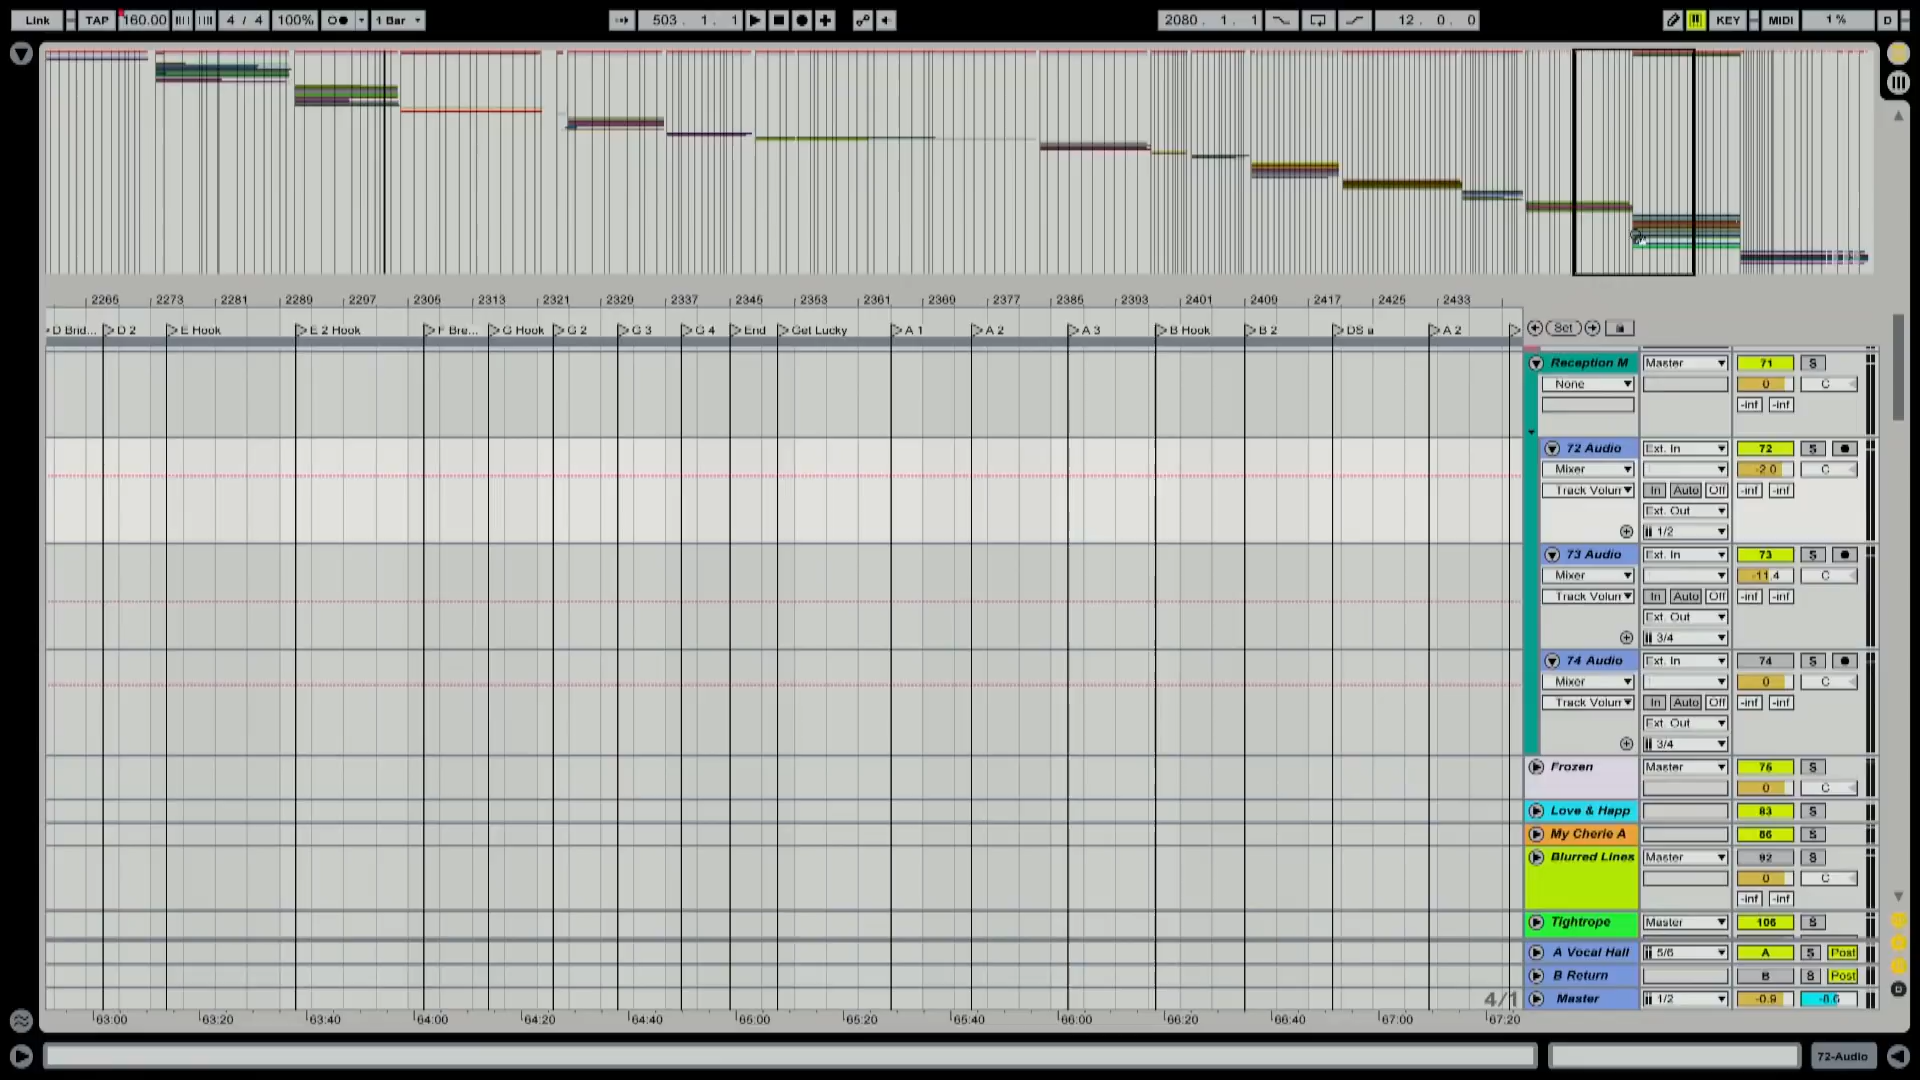 Link TAP 160.00 4 / 4 100% 1 Bar 503 . 1 . 1 2080 . 1 . 1 12 . 0 . 0 KEY MIDI 1 % D
2265 2273 2281 2289 2297 2305 2313 2321 2329 2337 2345 2353 2361 2369 2377 2385 2393 2401 2409 2417 2425 2433
D Brid... D 2 E Hook E 2 Hook F Bre... G Hook G 2 G 3 G 4 End Get Lucky A 1 A 2 A 3 B Hook B 2 DS a A 2 Set
Reception M Master 71 S
None 0 C
-inf -inf
72 Audio Ext. In 72 S
Mixer -2.0 C
Track Volum In Auto Off -inf -inf
Ext. Out
1/2
73 Audio Ext. In 73 S
Mixer -11.4 C
Track Volum In Auto Off -inf -inf
Ext. Out
3/4
74 Audio Ext. In 74 S
Mixer 0 C
Track Volum In Auto Off -inf -inf
Ext. Out
3/4
Frozen Master 75 S
0 C
Love & Happ 83 S
My Cherie A 86 S
Blurred Lines Master 92 S
0 C
-inf -inf
Tightrope Master 106 S
A Vocal Hall 5/6 A S Post
B Return B S Post
4/1 Master 1/2 -0.9
63:00 63:20 63:40 64:00 64:20 64:40 65:00 65:20 65:40 66:00 66:20 66:40 67:00 67:20
72-Audio